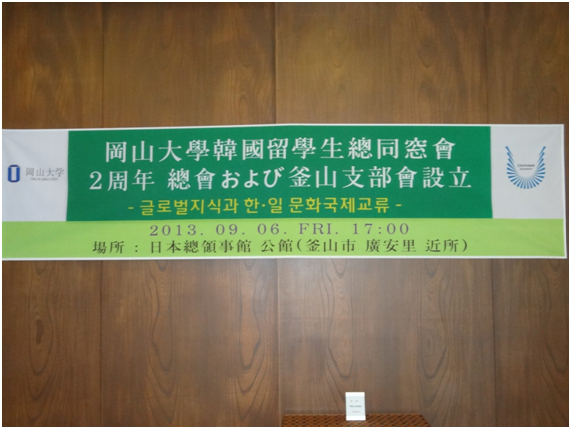 岡山大学
岡山大學韓國留學生總同窓會
2周年 總會および釜山支部會設立
- 글로벌지식과 한·일 문화국제교류 -
2013. 09. 06. FRI. 17:00
場所 : 日本總領事館 公館(釜山市 廣安里 近所)